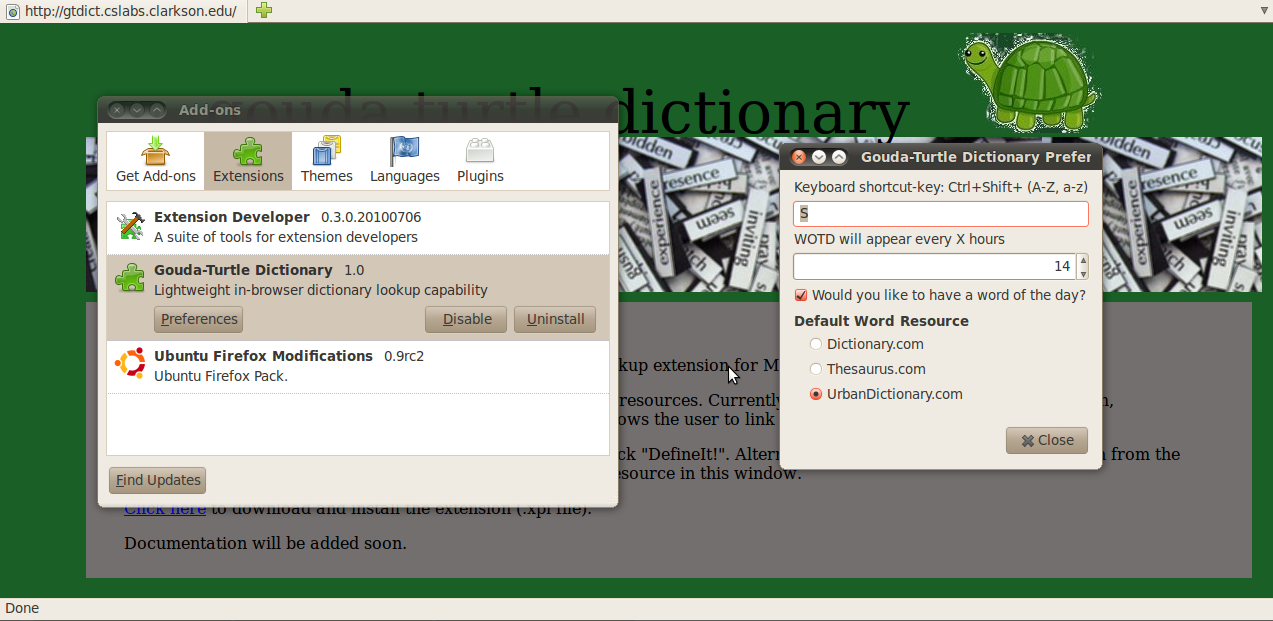 http://gtdict.cslabs.clarkson.edu/
gouda-turtle dictionary
Add-ons
Get Add-ons Extensions Themes Languages Plugins
Extension Developer 0.3.0.20100706
A suite of tools for extension developers
Gouda-Turtle Dictionary 1.0
Lightweight in-browser dictionary lookup capability
Preferences Disable Uninstall
Ubuntu Firefox Modifications 0.9rc2
Ubuntu Firefox Pack.
Find Updates
Gouda-Turtle Dictionary Prefer
Keyboard shortcut-key: Ctrl+Shift+ (A-Z, a-z)
S
WOTD will appear every X hours
14
Would you like to have a word of the day?
Default Word Resource
Dictionary.com
Thesaurus.com
UrbanDictionary.com
Close
hidden
essence
seem
inviting
pray
kup extension for M
resources. Currently
ows the user to link
ck "DefineIt!". Altern from the
esource in this window.
Click here to download and install the extension (.xpi file).
Documentation will be added soon.
Done